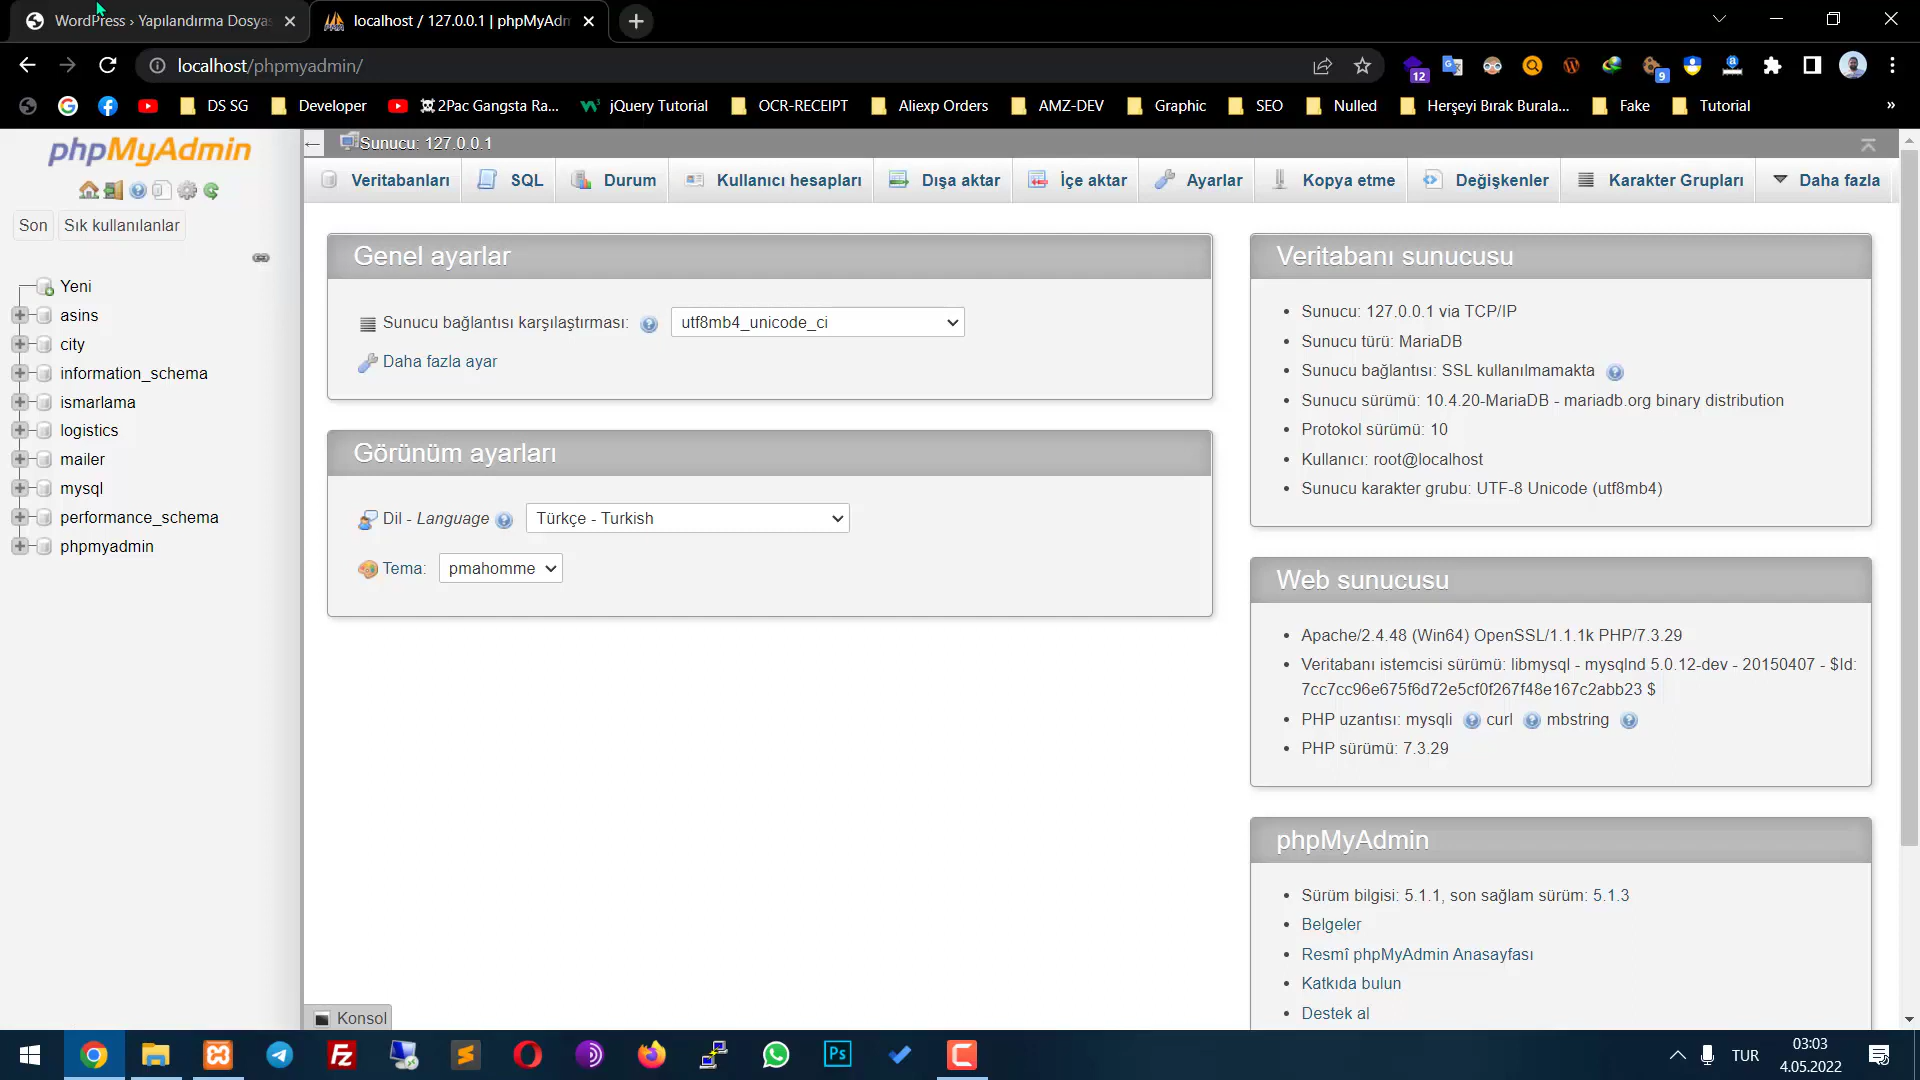 WordPress › Yapılandırma Dosyas
localhost / 127.0.0.1 | phpMyAdm
localhost/phpmyadmin/
12
9
DS SG
Developer
2Pac Gangsta Ra...
jQuery Tutorial
OCR-RECEIPT
Aliexp Orders
AMZ-DEV
Graphic
SEO
Nulled
Herşeyi Bırak Burala...
Fake
Tutorial
»
phpMyAdmin
Son
Sık kullanılanlar
Yeni
asins
city
information_schema
ismarlama
logistics
mailer
mysql
performance_schema
phpmyadmin
Sunucu: 127.0.0.1
Veritabanları
SQL
Durum
Kullanıcı hesapları
Dışa aktar
İçe aktar
Ayarlar
Kopya etme
Değişkenler
Karakter Grupları
Daha fazla
Genel ayarlar
Sunucu bağlantısı karşılaştırması:
utf8mb4_unicode_ci
Daha fazla ayar
Görünüm ayarları
Dil - Language
Türkçe - Turkish
Tema:
pmahomme
Veritabanı sunucusu
Sunucu: 127.0.0.1 via TCP/IP
Sunucu türü: MariaDB
Sunucu bağlantısı: SSL kullanılmamakta
Sunucu sürümü: 10.4.20-MariaDB - mariadb.org binary distribution
Protokol sürümü: 10
Kullanıcı: root@localhost
Sunucu karakter grubu: UTF-8 Unicode (utf8mb4)
Web sunucusu
Apache/2.4.48 (Win64) OpenSSL/1.1.1k PHP/7.3.29
Veritabanı istemcisi sürümü: libmysql - mysqlnd 5.0.12-dev - 20150407 - $Id:
7cc7cc96e675f6d72e5cf0f267f48e167c2abb23 $
PHP uzantısı: mysqli curl mbstring
PHP sürümü: 7.3.29
phpMyAdmin
Sürüm bilgisi: 5.1.1, son sağlam sürüm: 5.1.3
Belgeler
Resmî phpMyAdmin Anasayfası
Katkıda bulun
Destek al
Konsol
Ps
TUR
03:03
4.05.2022